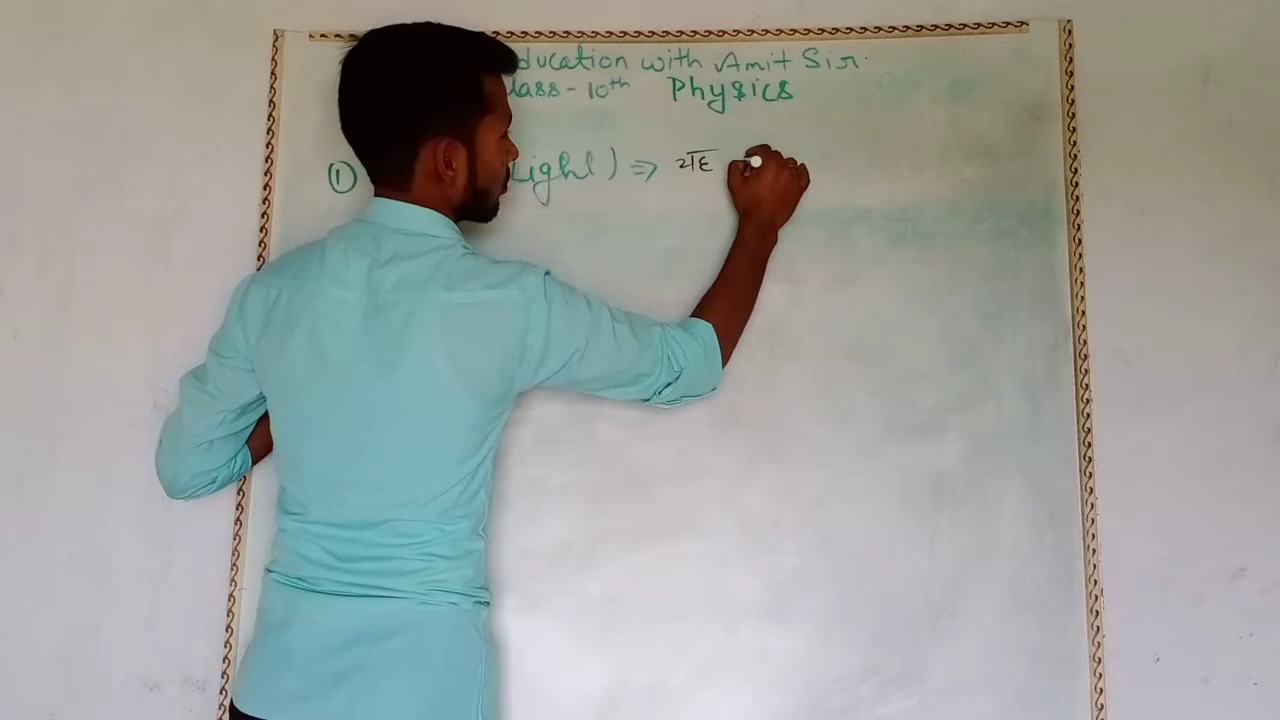 ducation with Amit Sir.
lass - 10th Physics
① Light) ⇒ यह